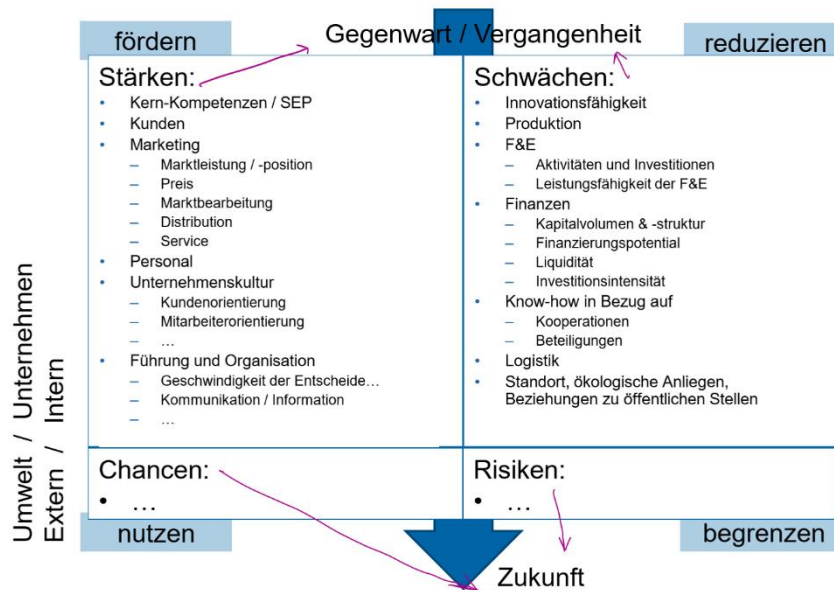 fördern
Gegenwart / Vergangenheit
reduzieren
Stärken:
• Kern-Kompetenzen / SEP
• Kunden
• Marketing
– Marktleistung / -position
– Preis
– Marktbearbeitung
– Distribution
– Service
• Personal
• Unternehmenskultur
– Kundenorientierung
– Mitarbeiterorientierung
– …
• Führung und Organisation
– Geschwindigkeit der Entscheide…
– Kommunikation / Information
– …
Schwächen:
• Innovationsfähigkeit
• Produktion
• F&E
– Aktivitäten und Investitionen
– Leistungsfähigkeit der F&E
• Finanzen
– Kapitalvolumen & -struktur
– Finanzierungspotential
– Liquidität
– Investitionsintensität
• Know-how in Bezug auf
– Kooperationen
– Beteiligungen
• Logistik
• Standort, ökologische Anliegen,
Beziehungen zu öffentlichen Stellen
Umwelt / Unternehmen
Extern / Intern
Chancen:
• …
Risiken:
• …
nutzen
begrenzen
Zukunft